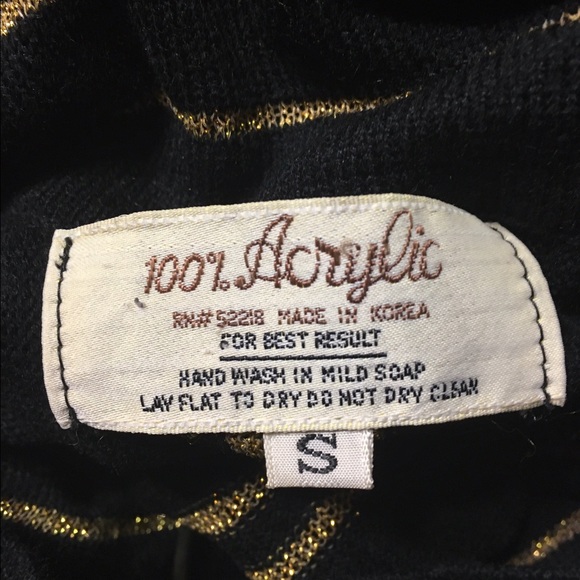 100% Acrylic
RN# 52218 MADE IN KOREA
FOR BEST RESULT
HAND WASH IN MILD SOAP
LAY FLAT TO DRY DO NOT DRY CLEAN
S